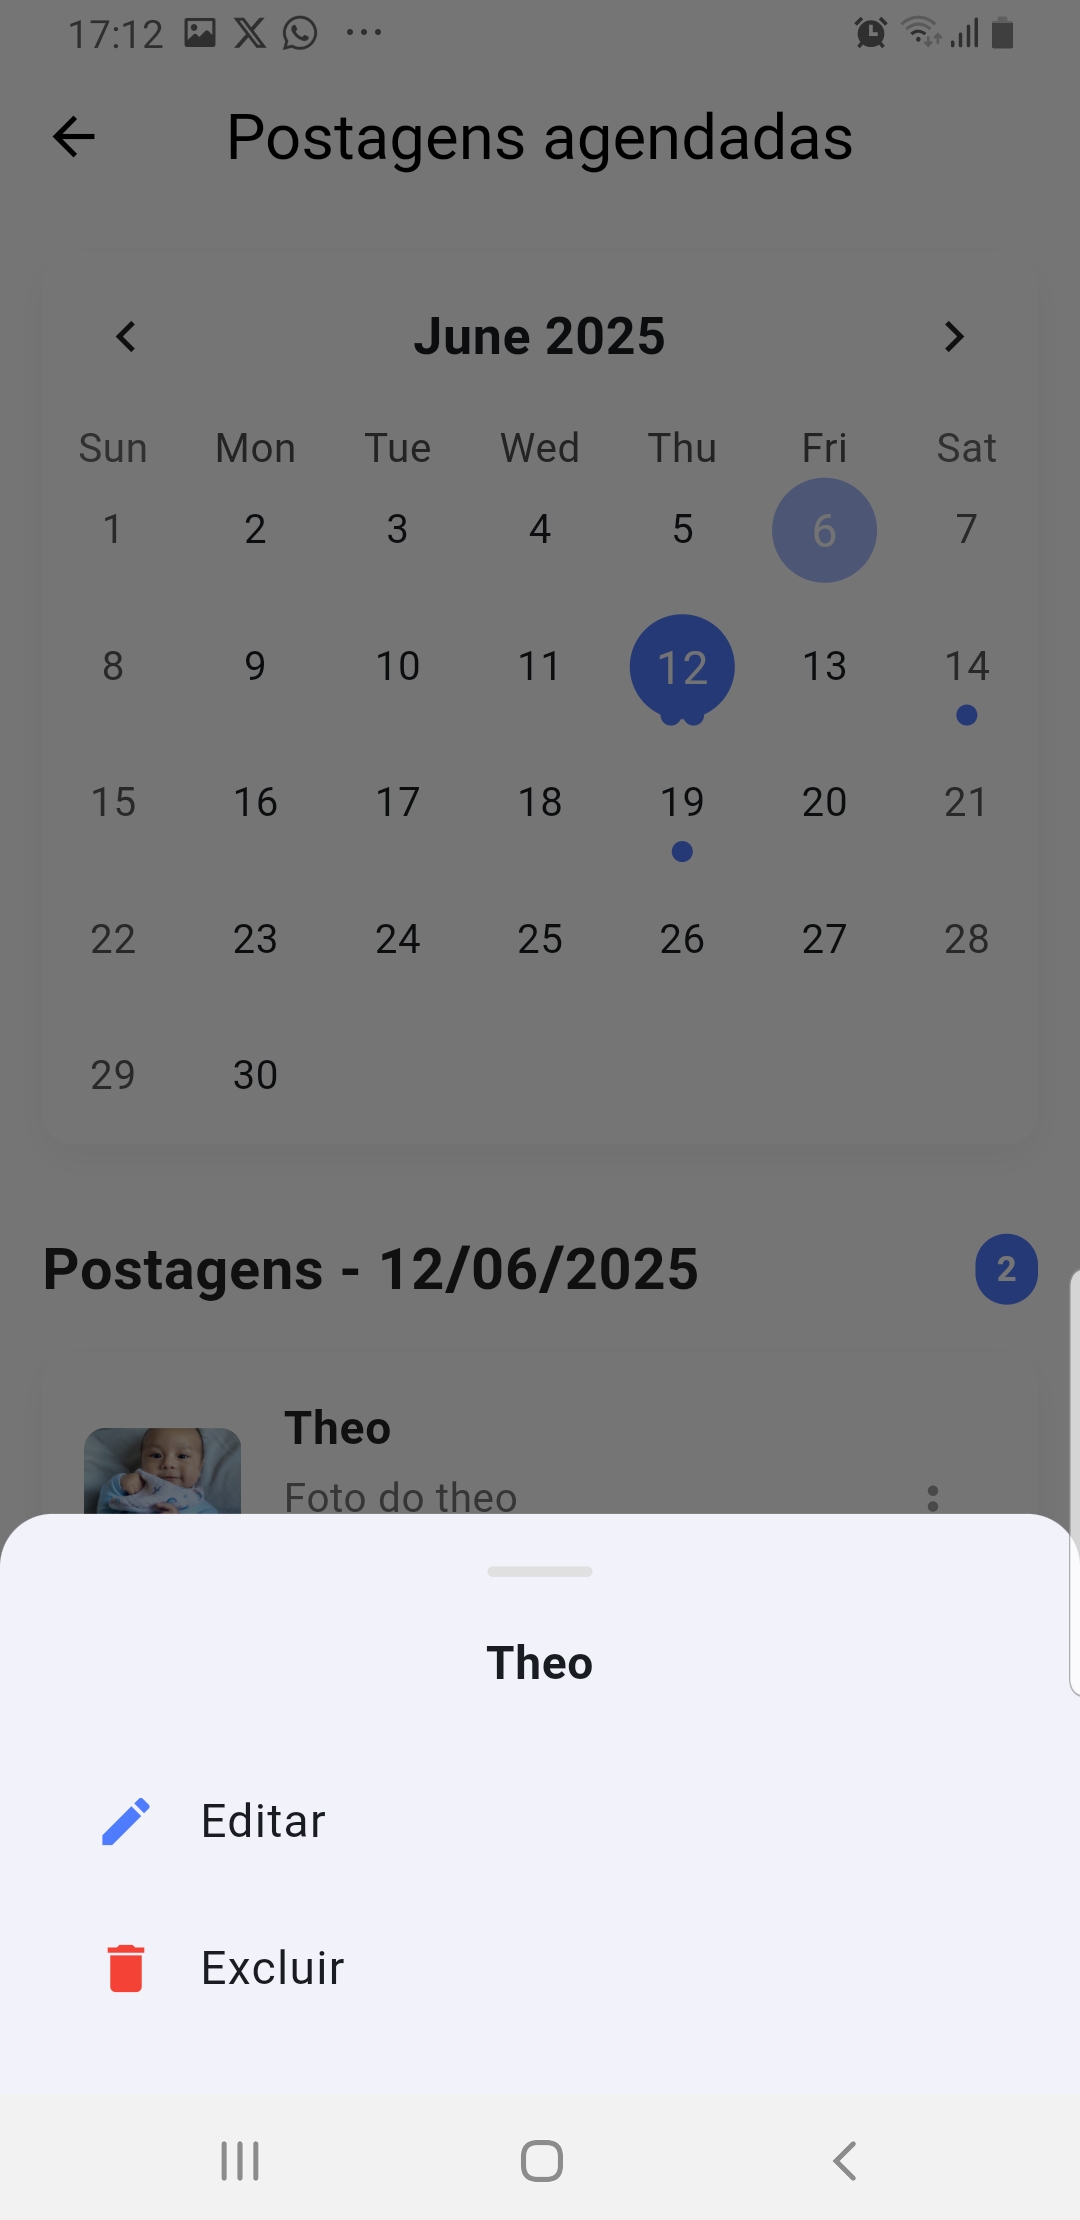 17:12
Postagens agendadas
June 2025
Sun Mon Tue Wed Thu Fri Sat
1 2 3 4 5 6 7
8 9 10 11 12 13 14
15 16 17 18 19 20 21
22 23 24 25 26 27 28
29 30
Postagens - 12/06/2025 2
Theo
Foto do theo
Theo
Editar
Excluir